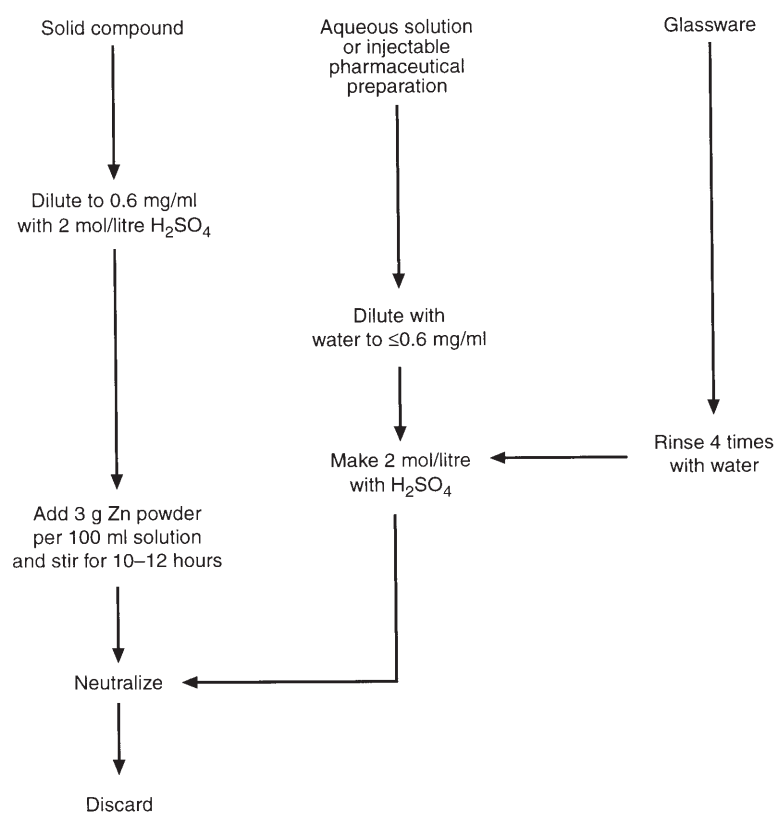 Solid compound
Aqueous solution
or injectable
pharmaceutical
preparation
Glassware
Dilute to 0.6 mg/ml
with 2 mol/litre H₂SO₄
Dilute with
water to ≤0.6 mg/ml
Rinse 4 times
with water
Make 2 mol/litre
with H₂SO₄
Add 3 g Zn powder
per 100 ml solution
and stir for 10–12 hours
Neutralize
Discard